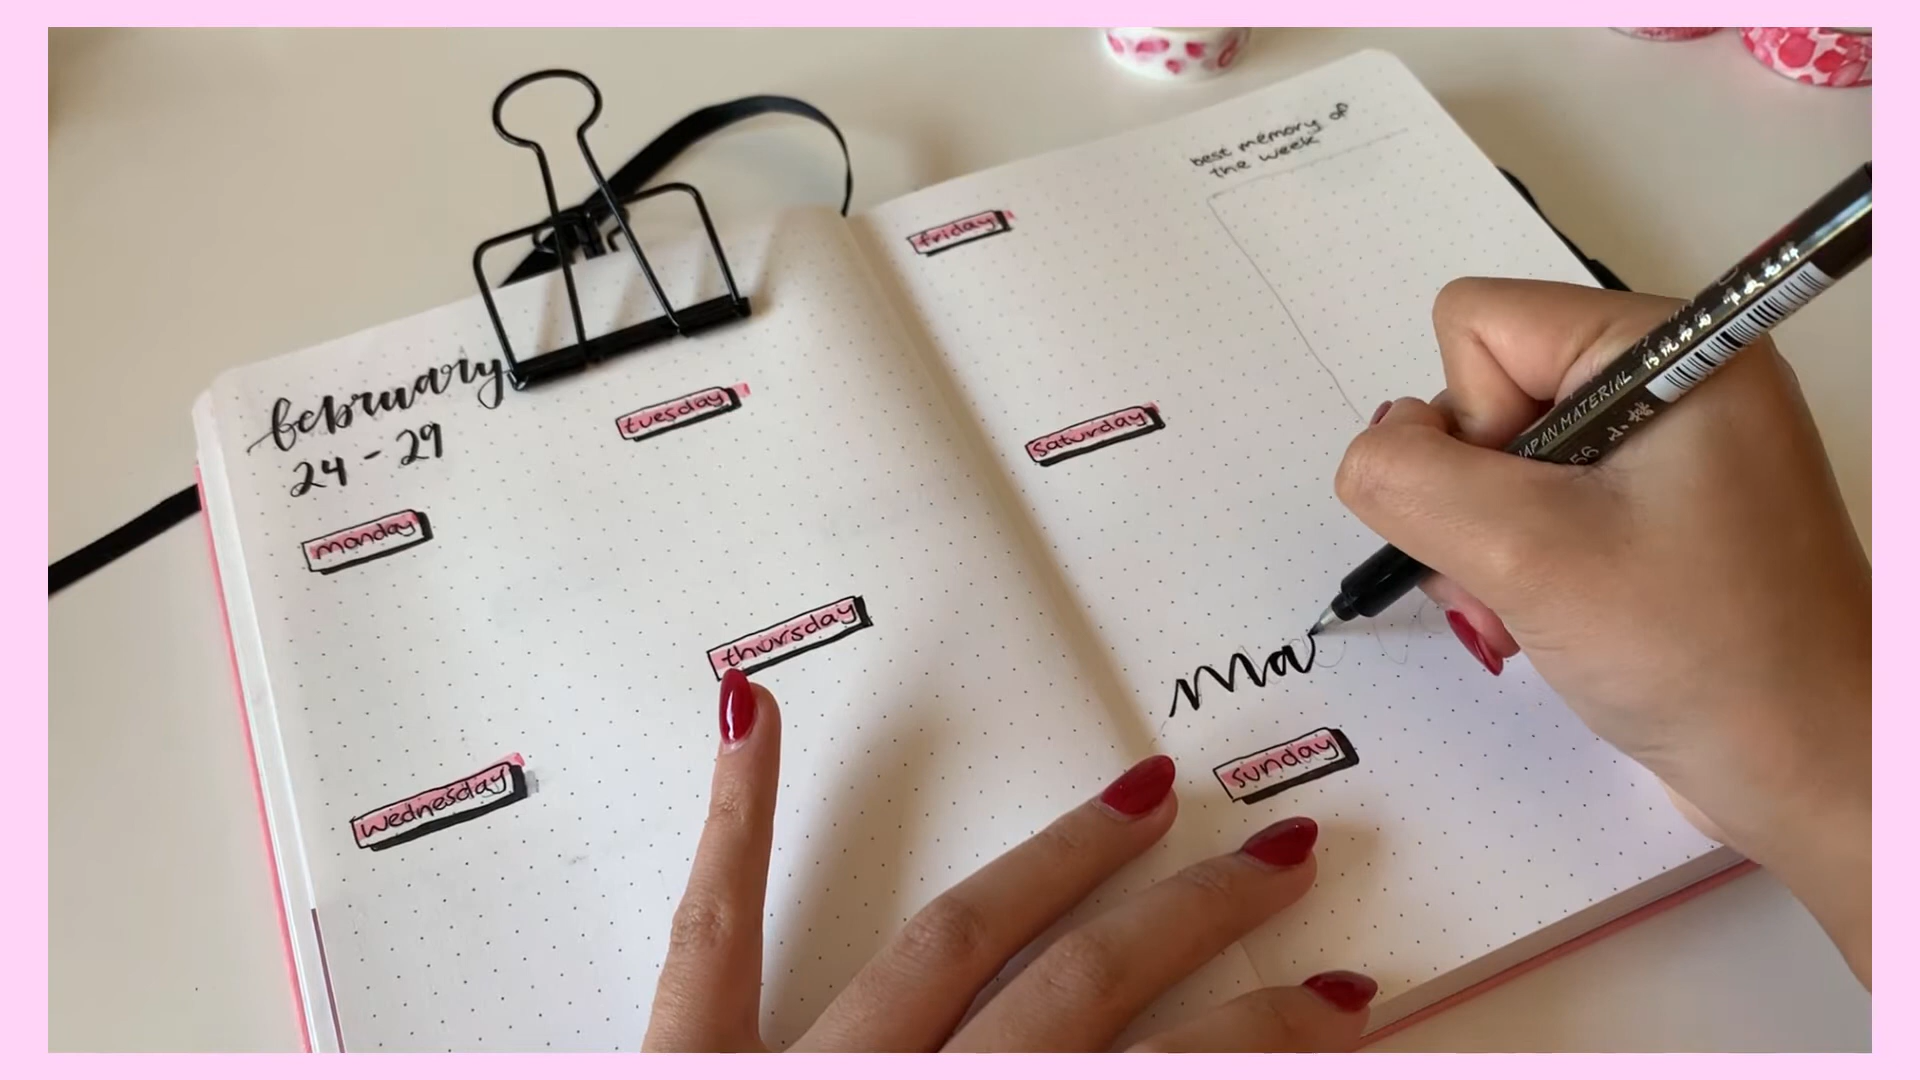 february
24 - 29
monday
tuesday
wednesday
thursday
friday
best memory of
the week
saturday
ma
sunday
JAPAN MATERIAL